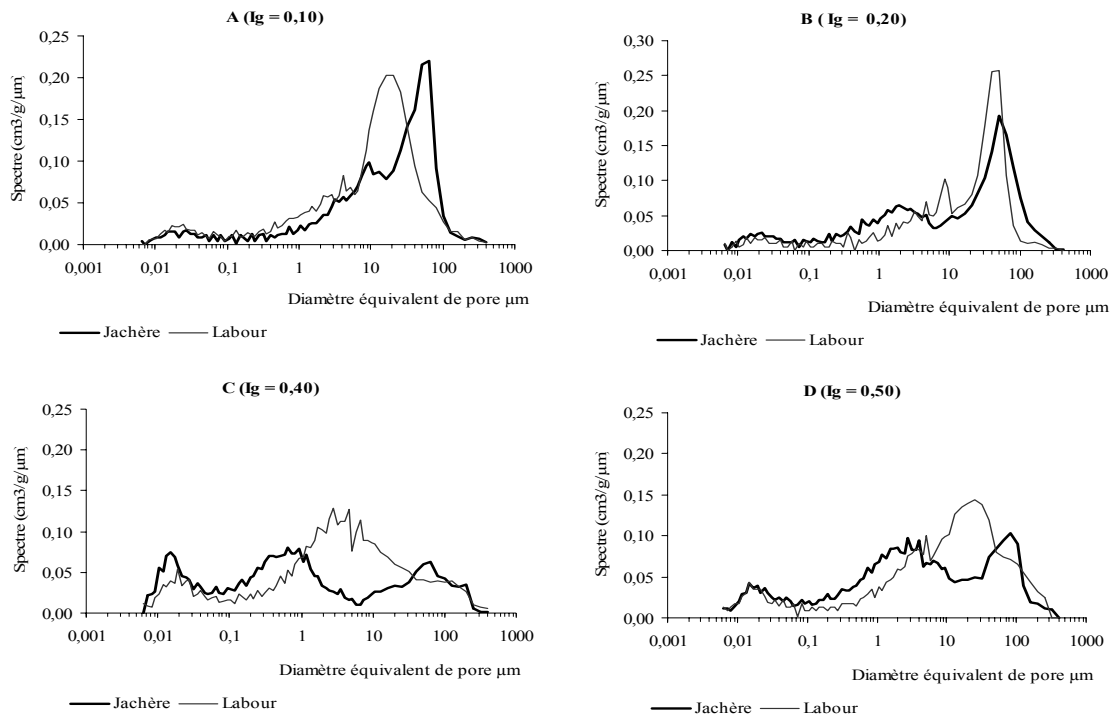 A (Ig = 0,10)
Spectre (cm3/g/µm)
0,25
0,20
0,15
0,10
0,05
0,00
0,001 0,01 0,1 1 10 100 1000
Diamètre équivalent de pore µm
Jachère Labour
B ( Ig = 0,20)
Spectre (cm3/g/µm)
0,30
0,25
0,20
0,15
0,10
0,05
0,00
0,001 0,01 0,1 1 10 100 1000
Diamètre équivalent de pore µm
Jachère Labour
C (Ig = 0,40)
Spectre (cm3/g/µm)
0,25
0,20
0,15
0,10
0,05
0,00
0,001 0,01 0,1 1 10 100 1000
Diamètre équivalent de pore µm
Jachère Labour
D (Ig = 0,50)
Spectre (cm3/g/µm)
0,25
0,20
0,15
0,10
0,05
0,00
0,001 0,01 0,1 1 10 100 1000
Diamètre équivalent de pore µm
Jachère Labour